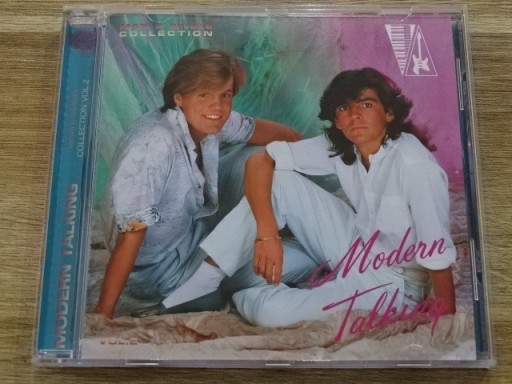 COLLECTION
MODERN TALKING
COLLECTION VOL.2
Modern
Talking